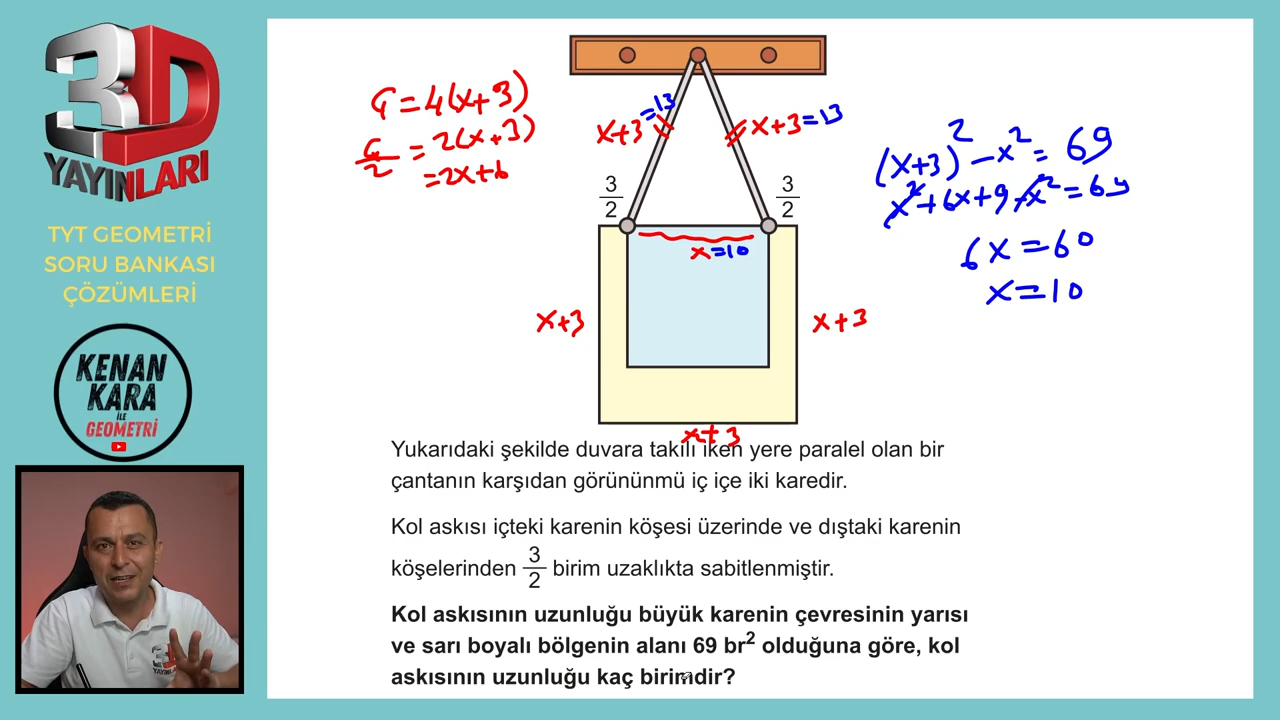 3D
YAYINLARI
TYT GEOMETRİ
SORU BANKASI
ÇÖZÜMLERİ
KENAN
KARA
İLE
GEOMETRİ
3D
YAYINLARI
Ç = 4(x+3)
Ç/2 = 2(x+3)
= 2x+6
x+3 = 13
x+3 = 13
3/2
3/2
x = 10
x+3
x+3
x+3
(x+3)² - x² = 69
x² + 6x + 9 - x² = 69
6x = 60
x = 10
Yukarıdaki şekilde duvara takılı iken yere paralel olan bir
çantanın karşıdan görününmü iç içe iki karedir.
Kol askısı içteki karenin köşesi üzerinde ve dıştaki karenin
köşelerinden 3/2 birim uzaklıkta sabitlenmiştir.
Kol askısının uzunluğu büyük karenin çevresinin yarısı
ve sarı boyalı bölgenin alanı 69 br² olduğuna göre, kol
askısının uzunluğu kaç birimdir?